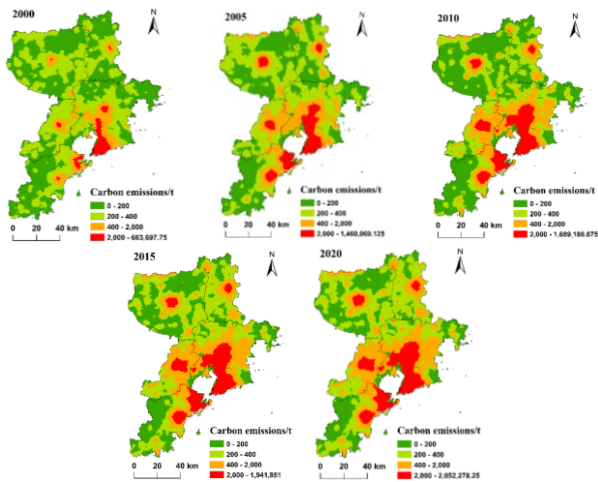 2000
N
Carbon emissions/t
0 - 200
200 - 400
400 - 2,000
2,000 - 663,697.75
0 20 40 km
2005
N
Carbon emissions/t
0 - 200
200 - 400
400 - 2,000
2,000 - 1,460,069.125
0 20 40 km
2010
N
Carbon emissions/t
0 - 200
200 - 400
400 - 2,000
2,000 - 1,689,180.875
0 20 40 km
2015
N
Carbon emissions/t
0 - 200
200 - 400
400 - 2,000
2,000 - 1,941,851
0 20 40 km
2020
N
Carbon emissions/t
0 - 200
200 - 400
400 - 2,000
2,000 - 2,052,278.25
0 20 40 km